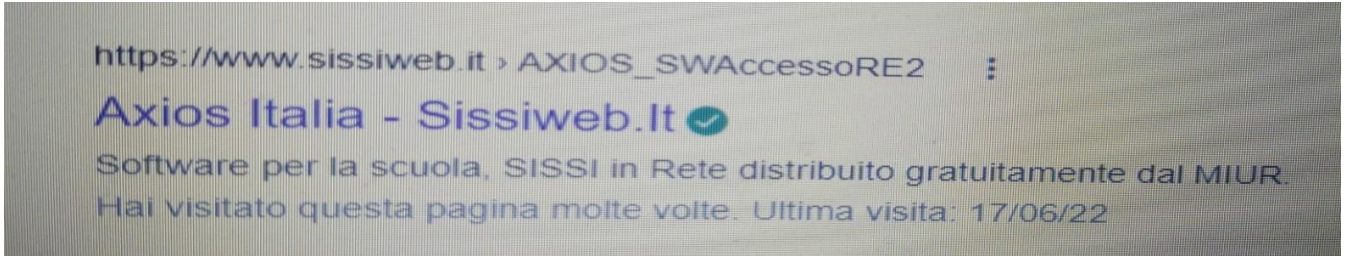 https://www.sissiweb.it › AXIOS_SWAccessoRE2
Axios Italia - Sissiweb.It
Software per la scuola, SISSI in Rete distribuito gratuitamente dal MIUR.
Hai visitato questa pagina molte volte. Ultima visita: 17/06/22